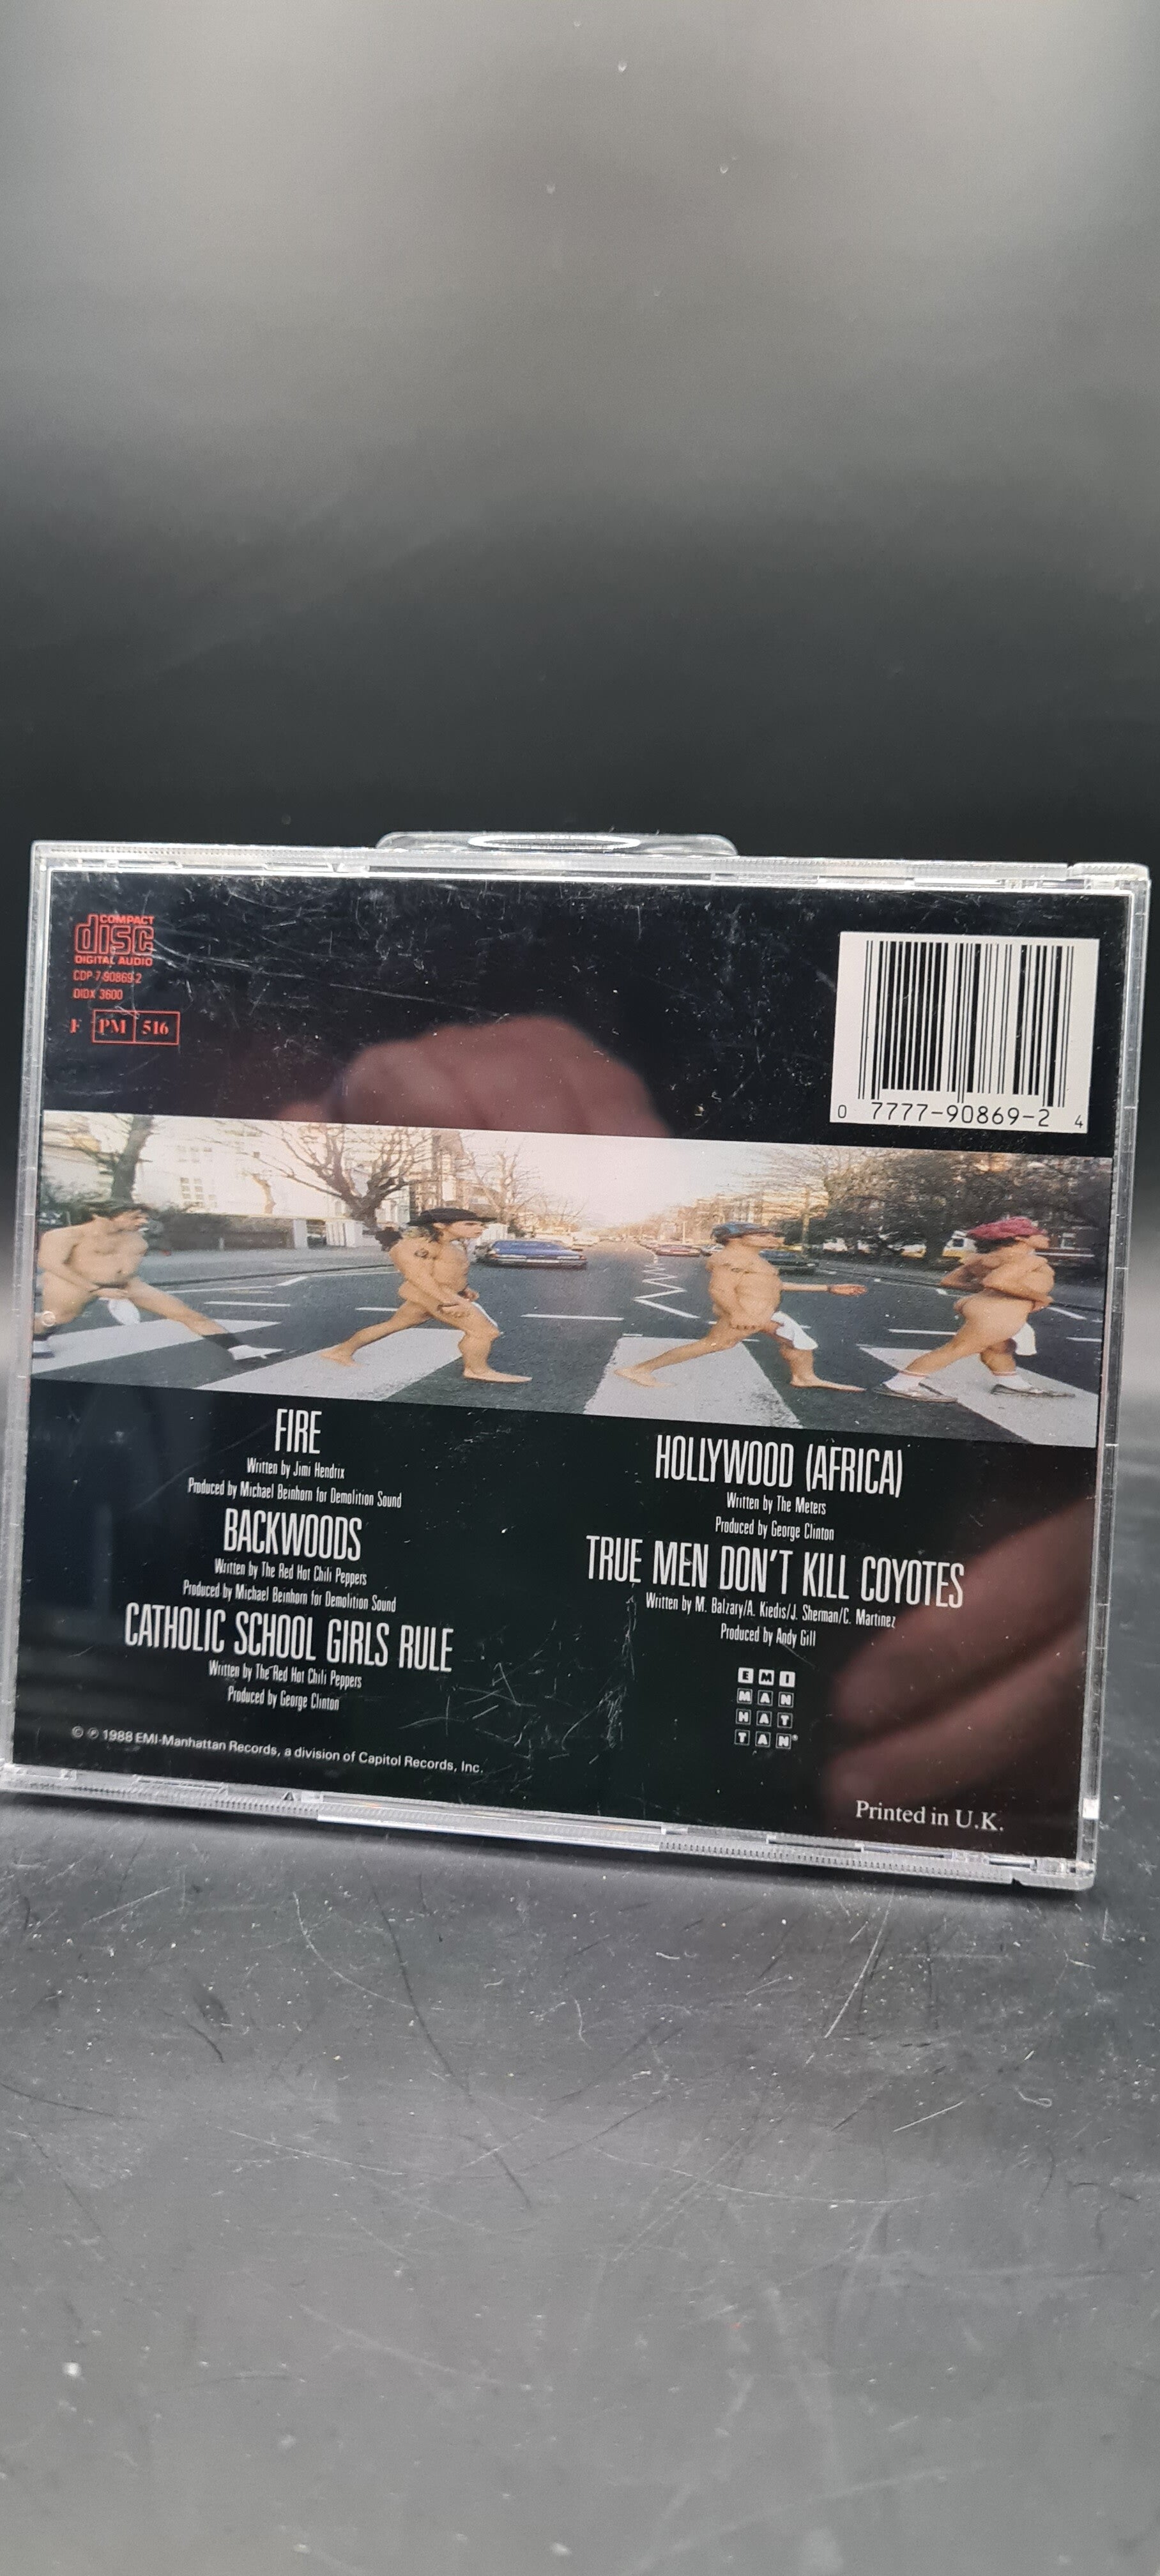 COMPACT
disc
DIGITAL AUDIO
CDP 7 90869 2
DIDX 3600
F PM 516
0 7777-90869-2 4
FIRE
Written by Jimi Hendrix
Produced by Michael Beinhorn for Demolition Sound
BACKWOODS
Written by The Red Hot Chili Peppers
Produced by Michael Beinhorn for Demolition Sound
CATHOLIC SCHOOL GIRLS RULE
Written by The Red Hot Chili Peppers
Produced by George Clinton
HOLLYWOOD (AFRICA)
Written by The Meters
Produced by George Clinton
TRUE MEN DON'T KILL COYOTES
Written by M. Balzary/A. Kiedis/J. Sherman/C. Martinez
Produced by Andy Gill
EMI
MAN
HAT
TAN®
© ℗ 1988 EMI-Manhattan Records, a division of Capitol Records, Inc.
Printed in U.K.